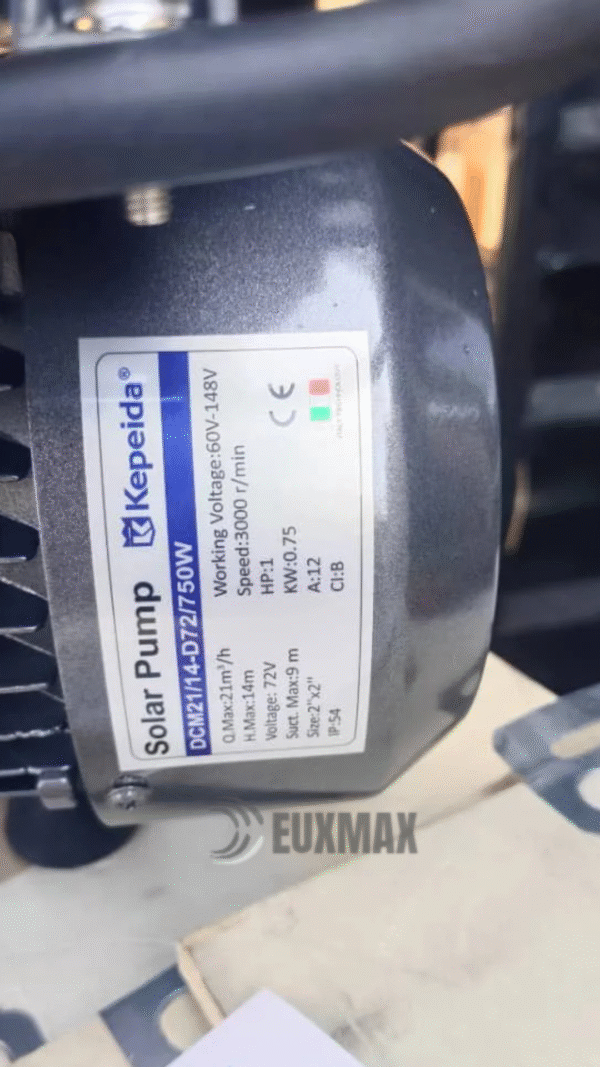 Solar Pump Kepeida®
DCM21/14-D72/750W
Q.Max:21m³/h Working Voltage:60V-148V
H.Max:14m Speed:3000 r/min
Voltage: 72V HP:1
Suct. Max:9 m KW:0.75
Size:2"x2" A:12
IP:54 Cl:B
CE
EUXMAX